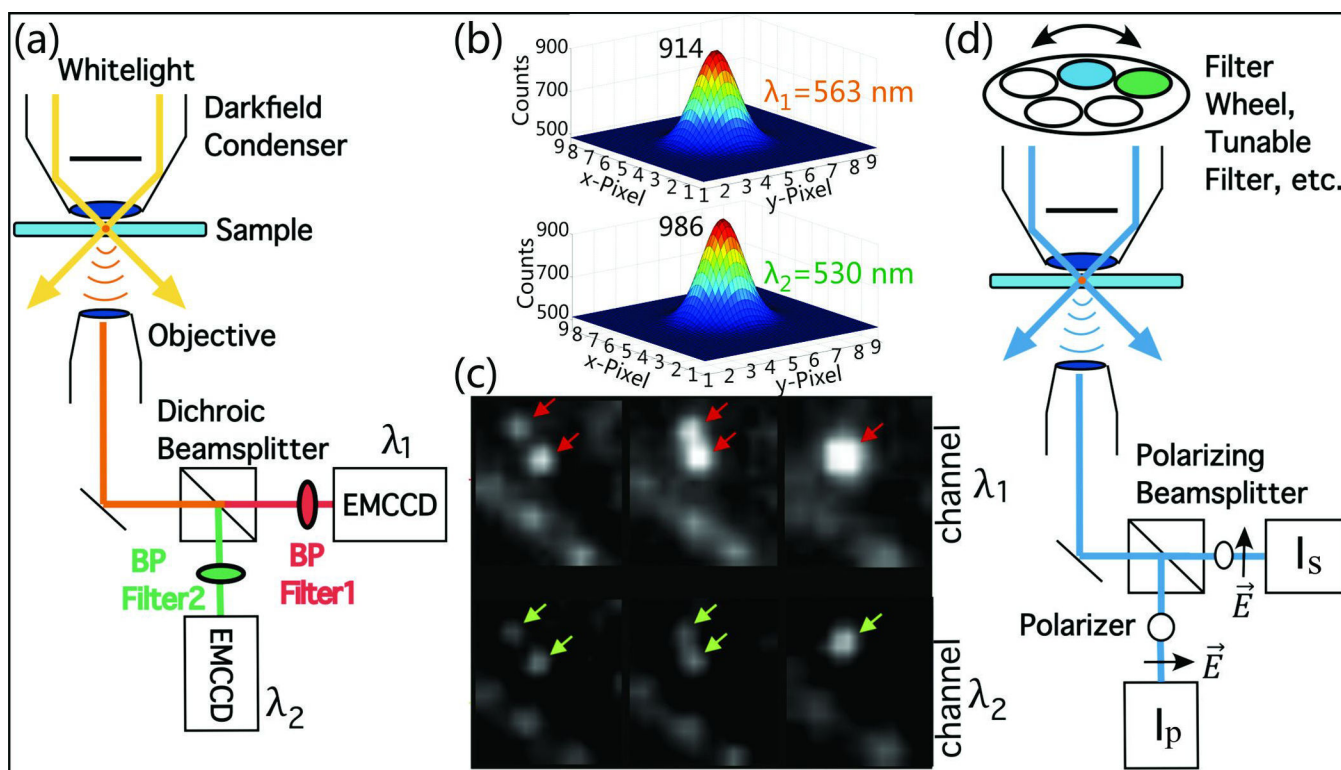 (a)
Whitelight
Darkfield
Condenser
Sample
Objective
Dichroic
Beamsplitter
λ1
EMCCD
BP
Filter1
BP
Filter2
EMCCD
λ2
(b)
900
700
500
Counts
914
λ1=563 nm
9 8 7 6 5 4 3 2 1
x-Pixel
1 2 3 4 5 6 7 8 9
y-Pixel
900
700
500
Counts
986
λ2=530 nm
9 8 7 6 5 4 3 2 1
x-Pixel
1 2 3 4 5 6 7 8 9
y-Pixel
(c)
channel
λ1
channel
λ2
(d)
Filter
Wheel,
Tunable
Filter, etc.
Polarizing
Beamsplitter
Is
E⃗
Polarizer
E⃗
Ip